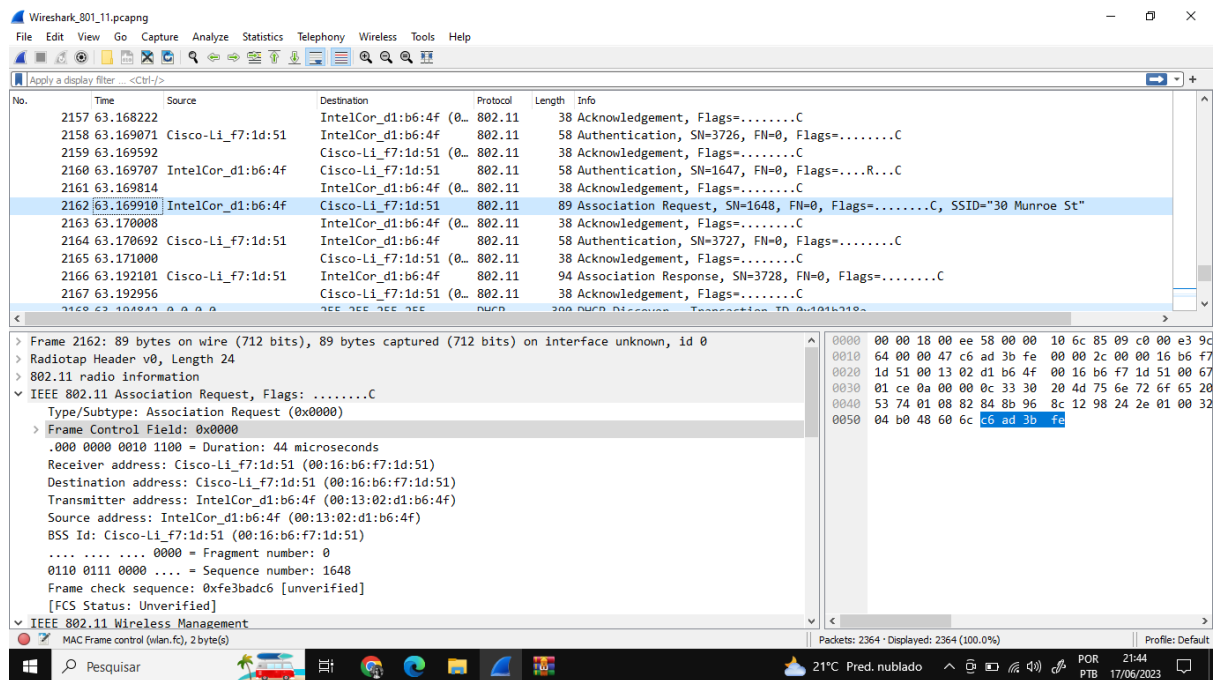 Wireshark_801_11.pcapng
File Edit View Go Capture Analyze Statistics Telephony Wireless Tools Help
Apply a display filter ... <Ctrl-/>
No. Time Source Destination Protocol Length Info
2157 63.168222 IntelCor_d1:b6:4f (0… 802.11 38 Acknowledgement, Flags=........C
2158 63.169071 Cisco-Li_f7:1d:51 IntelCor_d1:b6:4f 802.11 58 Authentication, SN=3726, FN=0, Flags=........C
2159 63.169592 Cisco-Li_f7:1d:51 (0… 802.11 38 Acknowledgement, Flags=........C
2160 63.169707 IntelCor_d1:b6:4f Cisco-Li_f7:1d:51 802.11 58 Authentication, SN=1647, FN=0, Flags=....R...C
2161 63.169814 IntelCor_d1:b6:4f (0… 802.11 38 Acknowledgement, Flags=........C
2162 63.169910 IntelCor_d1:b6:4f Cisco-Li_f7:1d:51 802.11 89 Association Request, SN=1648, FN=0, Flags=........C, SSID="30 Munroe St"
2163 63.170008 IntelCor_d1:b6:4f (0… 802.11 38 Acknowledgement, Flags=........C
2164 63.170692 Cisco-Li_f7:1d:51 IntelCor_d1:b6:4f 802.11 58 Authentication, SN=3727, FN=0, Flags=........C
2165 63.171000 Cisco-Li_f7:1d:51 (0… 802.11 38 Acknowledgement, Flags=........C
2166 63.192101 Cisco-Li_f7:1d:51 IntelCor_d1:b6:4f 802.11 94 Association Response, SN=3728, FN=0, Flags=........C
2167 63.192956 Cisco-Li_f7:1d:51 (0… 802.11 38 Acknowledgement, Flags=........C
2168 63.194842 0.0.0.0 255.255.255.255 DHCP 390 DHCP Discover - Transaction ID 0x101b218a
Frame 2162: 89 bytes on wire (712 bits), 89 bytes captured (712 bits) on interface unknown, id 0
Radiotap Header v0, Length 24
802.11 radio information
IEEE 802.11 Association Request, Flags: ........C
Type/Subtype: Association Request (0x0000)
Frame Control Field: 0x0000
.000 0000 0010 1100 = Duration: 44 microseconds
Receiver address: Cisco-Li_f7:1d:51 (00:16:b6:f7:1d:51)
Destination address: Cisco-Li_f7:1d:51 (00:16:b6:f7:1d:51)
Transmitter address: IntelCor_d1:b6:4f (00:13:02:d1:b6:4f)
Source address: IntelCor_d1:b6:4f (00:13:02:d1:b6:4f)
BSS Id: Cisco-Li_f7:1d:51 (00:16:b6:f7:1d:51)
.... .... .... 0000 = Fragment number: 0
0110 0111 0000 .... = Sequence number: 1648
Frame check sequence: 0xfe3badc6 [unverified]
[FCS Status: Unverified]
IEEE 802.11 Wireless Management
0000 00 00 18 00 ee 58 00 00 10 6c 85 09 c0 00 e3 9c
0010 64 00 00 47 c6 ad 3b fe 00 00 2c 00 00 16 b6 f7
0020 1d 51 00 13 02 d1 b6 4f 00 16 b6 f7 1d 51 00 67
0030 01 ce 0a 00 00 0c 33 30 20 4d 75 6e 72 6f 65 20
0040 53 74 01 08 82 84 8b 96 8c 12 98 24 2e 01 00 32
0050 04 b0 48 60 6c c6 ad 3b fe
MAC Frame control (wlan.fc), 2 byte(s)
Packets: 2364 · Displayed: 2364 (100.0%)
Profile: Default
Pesquisar
21°C Pred. nublado
POR
PTB
21:44
17/06/2023